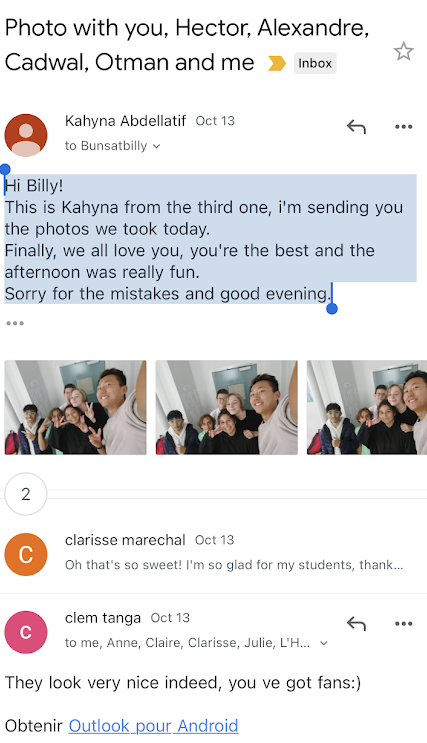 Photo with you, Hector, Alexandre,
Cadwal, Otman and me Inbox
Kahyna Abdellatif Oct 13
to Bunsatbilly
Hi Billy!
This is Kahyna from the third one, i'm sending you
the photos we took today.
Finally, we all love you, you're the best and the
afternoon was really fun.
Sorry for the mistakes and good evening.
2
C
clarisse marechal Oct 13
Oh that's so sweet! I'm so glad for my students, thank...
c
clem tanga Oct 13
to me, Anne, Claire, Clarisse, Julie, L'H...
They look very nice indeed, you ve got fans:)
Obtenir Outlook pour Android